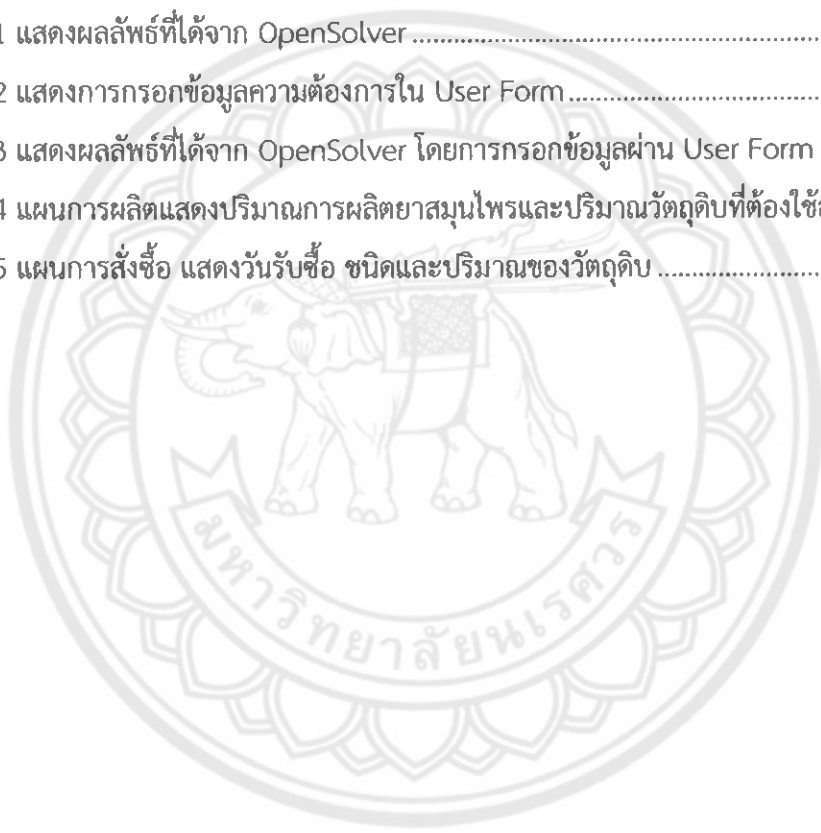 1 แสดงผลลัพธ์ที่ได้จาก OpenSolver
2 แสดงการกรอกข้อมูลความต้องการใน User Form
3 แสดงผลลัพธ์ที่ได้จาก OpenSolver โดยการกรอกข้อมูลผ่าน User Form
4 แผนการผลิตแสดงปริมาณการผลิตยาสมุนไพรและปริมาณวัตถุดิบที่ต้องใช้
5 แผนการสั่งซื้อ แสดงวันรับซื้อ ชนิดและปริมาณของวัตถุดิบ
มหาวิทยาลัยนเรศวร